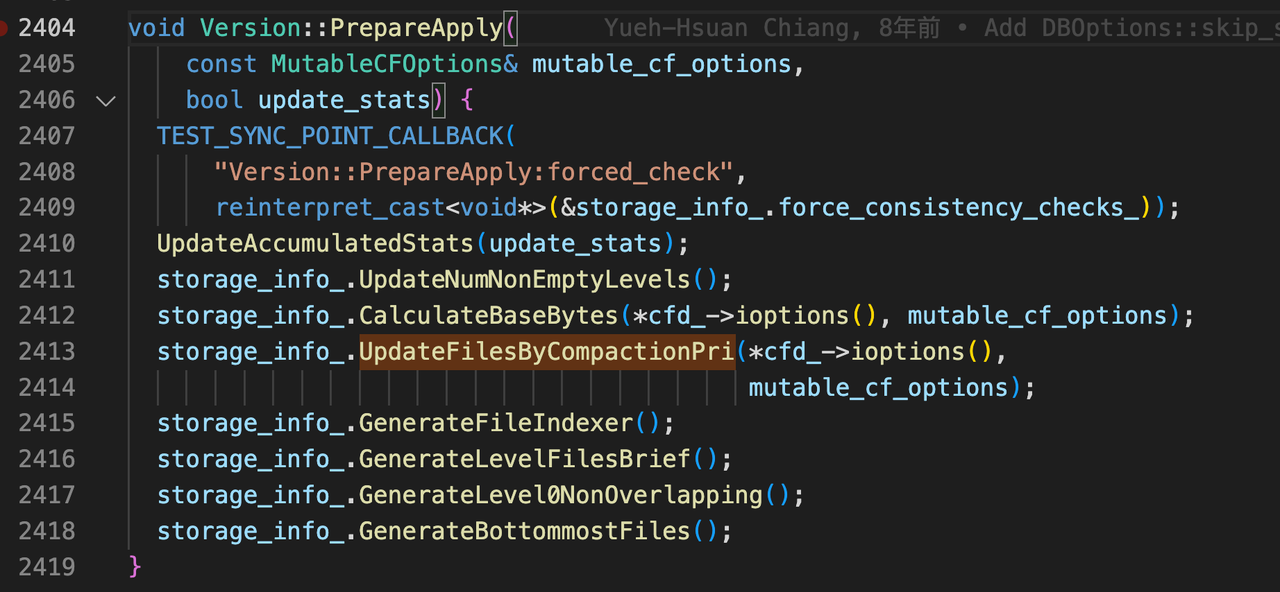 2404 void Version::PrepareApply( Yueh-Hsuan Chiang, 8年前 • Add DBOptions::skip_
2405 const MutableCFOptions& mutable_cf_options,
2406 bool update_stats) {
2407 TEST_SYNC_POINT_CALLBACK(
2408 "Version::PrepareApply:forced_check",
2409 reinterpret_cast<void*>(&storage_info_.force_consistency_checks_));
2410 UpdateAccumulatedStats(update_stats);
2411 storage_info_.UpdateNumNonEmptyLevels();
2412 storage_info_.CalculateBaseBytes(*cfd_->ioptions(), mutable_cf_options);
2413 storage_info_.UpdateFilesByCompactionPri(*cfd_->ioptions(),
2414 mutable_cf_options);
2415 storage_info_.GenerateFileIndexer();
2416 storage_info_.GenerateLevelFilesBrief();
2417 storage_info_.GenerateLevel0NonOverlapping();
2418 storage_info_.GenerateBottommostFiles();
2419 }